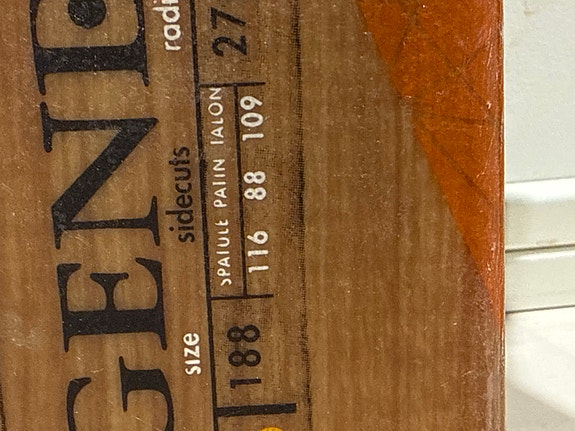 GEND
size sidecuts radi
SPATULE PATIN TALON
188 116 88 109 27